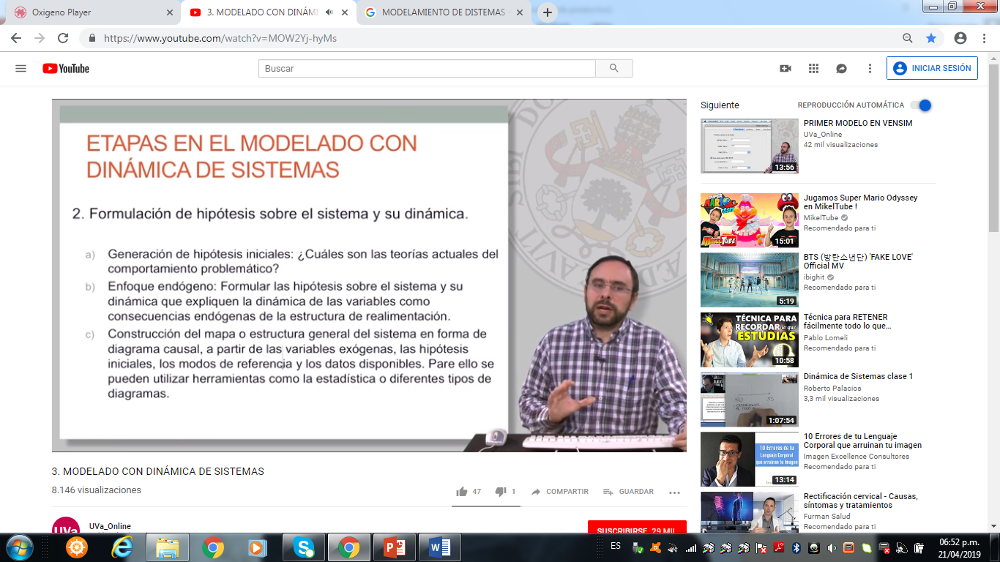 Oxigeno Player
3. MODELADO CON DINÁMI
MODELAMIENTO DE DISTEMAS
https://www.youtube.com/watch?v=MOW2Yj-hyMs
YouTube
Buscar
INICIAR SESIÓN
ETAPAS EN EL MODELADO CON
DINÁMICA DE SISTEMAS
2. Formulación de hipótesis sobre el sistema y su dinámica.
a) Generación de hipótesis iniciales: ¿Cuáles son las teorías actuales del
comportamiento problemático?
b) Enfoque endógeno: Formular las hipótesis sobre el sistema y su
dinámica que expliquen la dinámica de las variables como
consecuencias endógenas de la estructura de realimentación.
c) Construcción del mapa estructura general del sistema en forma de
diagrama causal, a partir de las variables exógenas, las hipótesis
iniciales, los modos de referencia y los datos disponibles. Pare ello se
pueden utilizar herramientas como la estadística o diferentes tipos de
diagramas.
3. MODELADO CON DINÁMICA DE SISTEMAS
8.146 visualizaciones
47
1
COMPARTIR
GUARDAR
UVa
UVa_Online
SUSCRIBIRSE 29 MIL
Siguiente
REPRODUCCIÓN AUTOMÁTICA
13:56
PRIMER MODELO EN VENSIM
UVa_Online
42 mil visualizaciones
SUPER
MARIO
ODYSSEY
MIKELTUBE
15:01
Jugamos Super Mario Odyssey
en MikelTube !
MikelTube
Recomendado para ti
5:19
BTS (방탄소년단) 'FAKE LOVE'
Official MV
ibighit
Recomendado para ti
TÉCNICA PARA
RECORDAR lo que
ESTUDIAS
10:58
Técnica para RETENER
fácilmente todo lo que...
Pablo Lomeli
Recomendado para ti
1:07:54
Dinámica de Sistemas clase 1
Roberto Palacios
3,3 mil visualizaciones
10 Errores de tu
Lenguaje Corporal
que arruinan tu Imagen
13:14
10 Errores de tu Lenguaje
Corporal que arruinan tu imagen
Imagen Excellence Consultores
Recomendado para ti
Rectificación cervical - Causas,
síntomas y tratamientos
Furman Salud
Recomendado para ti
ES
06:52 p.m.
21/04/2019